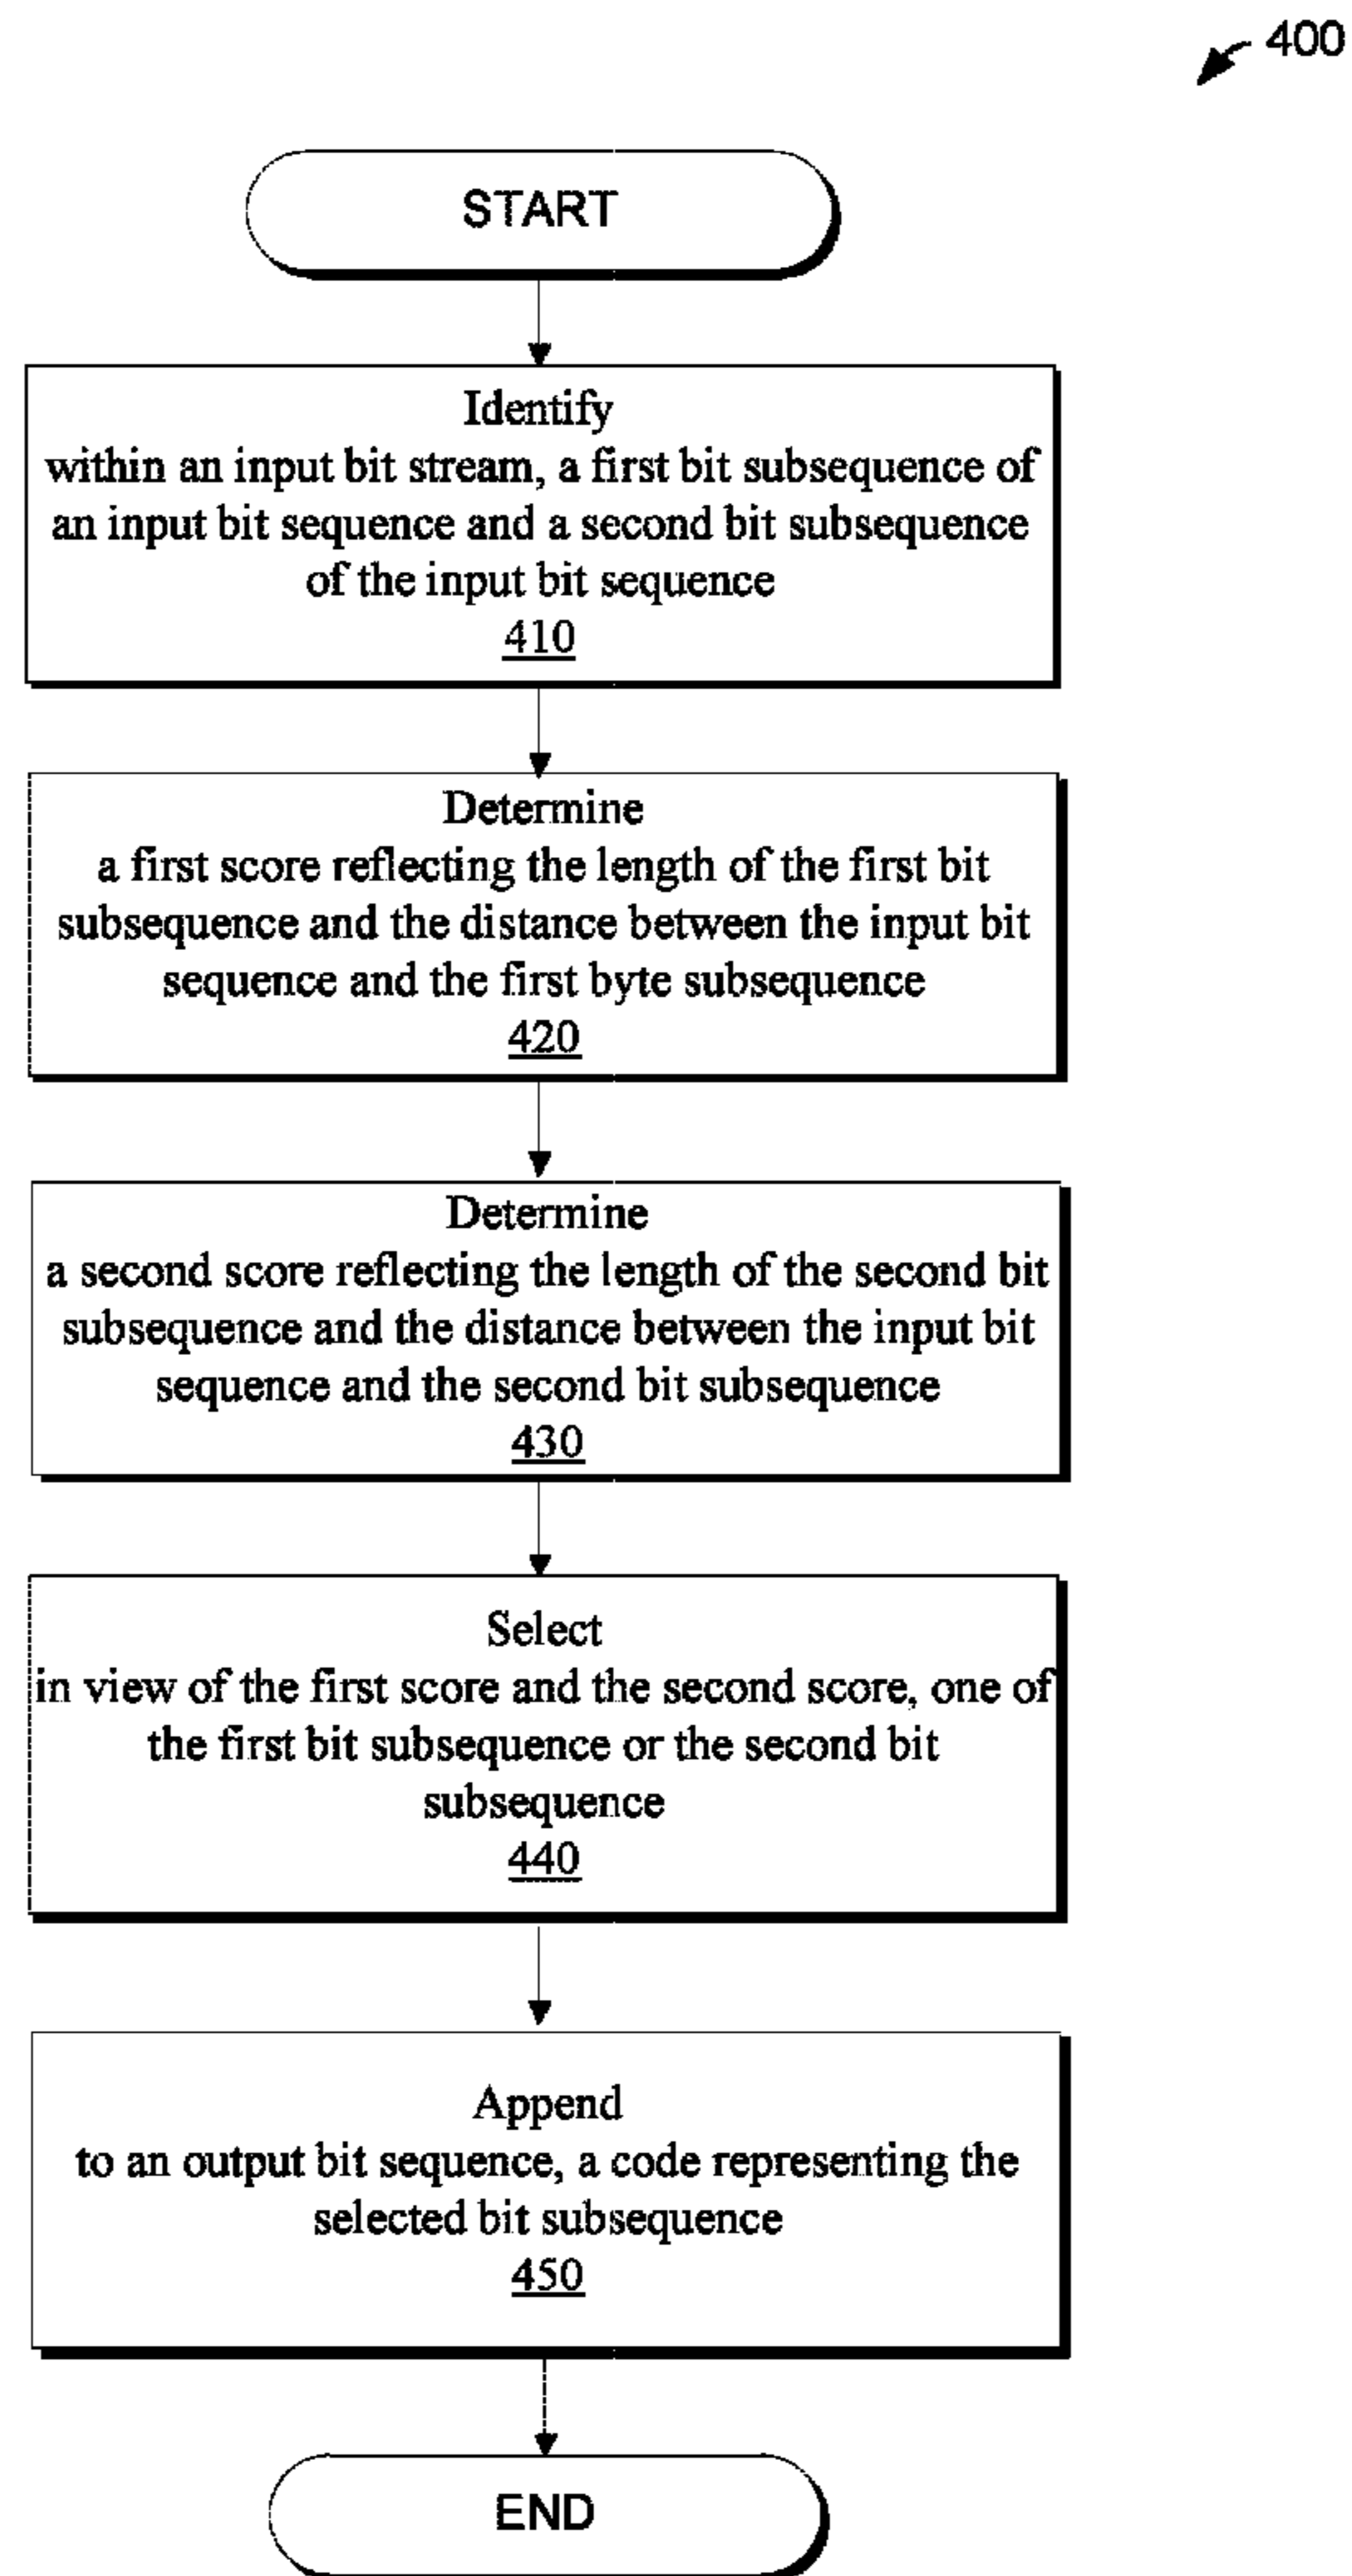 400
START
Identify
within an input bit stream, a first bit subsequence of
an input bit sequence and a second bit subsequence
of the input bit sequence
410
Determine
a first score reflecting the length of the first bit
subsequence and the distance between the input bit
sequence and the first byte subsequence
420
Determine
a second score reflecting the length of the second bit
subsequence and the distance between the input bit
sequence and the second bit subsequence
430
Select
in view of the first score and the second score, one of
the first bit subsequence or the second bit
subsequence
440
Append
to an output bit sequence, a code representing the
selected bit subsequence
450
END